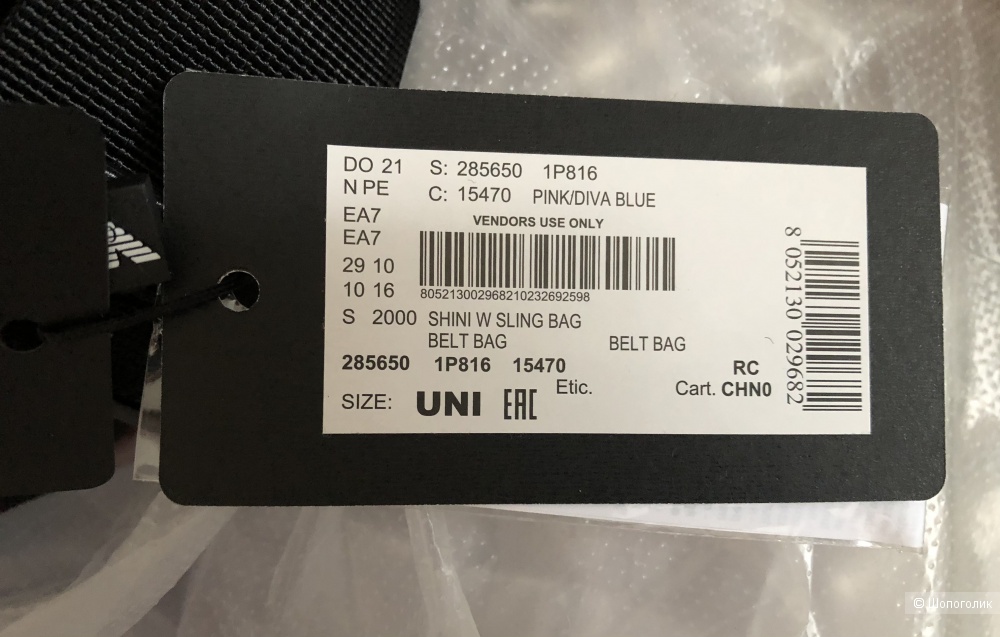 DO 21 S: 285650 1P816
N PE C: 15470 PINK/DIVA BLUE
EA7 VENDORS USE ONLY
EA7
29 10
10 16 80521300296821023269​2598
S 2000 SHINI W SLING BAG
BELT BAG BELT BAG
285650 1P816 15470 RC
Etic. Cart. CHN0
SIZE: UNI EAC
8 052130 029682
© Шопоголик